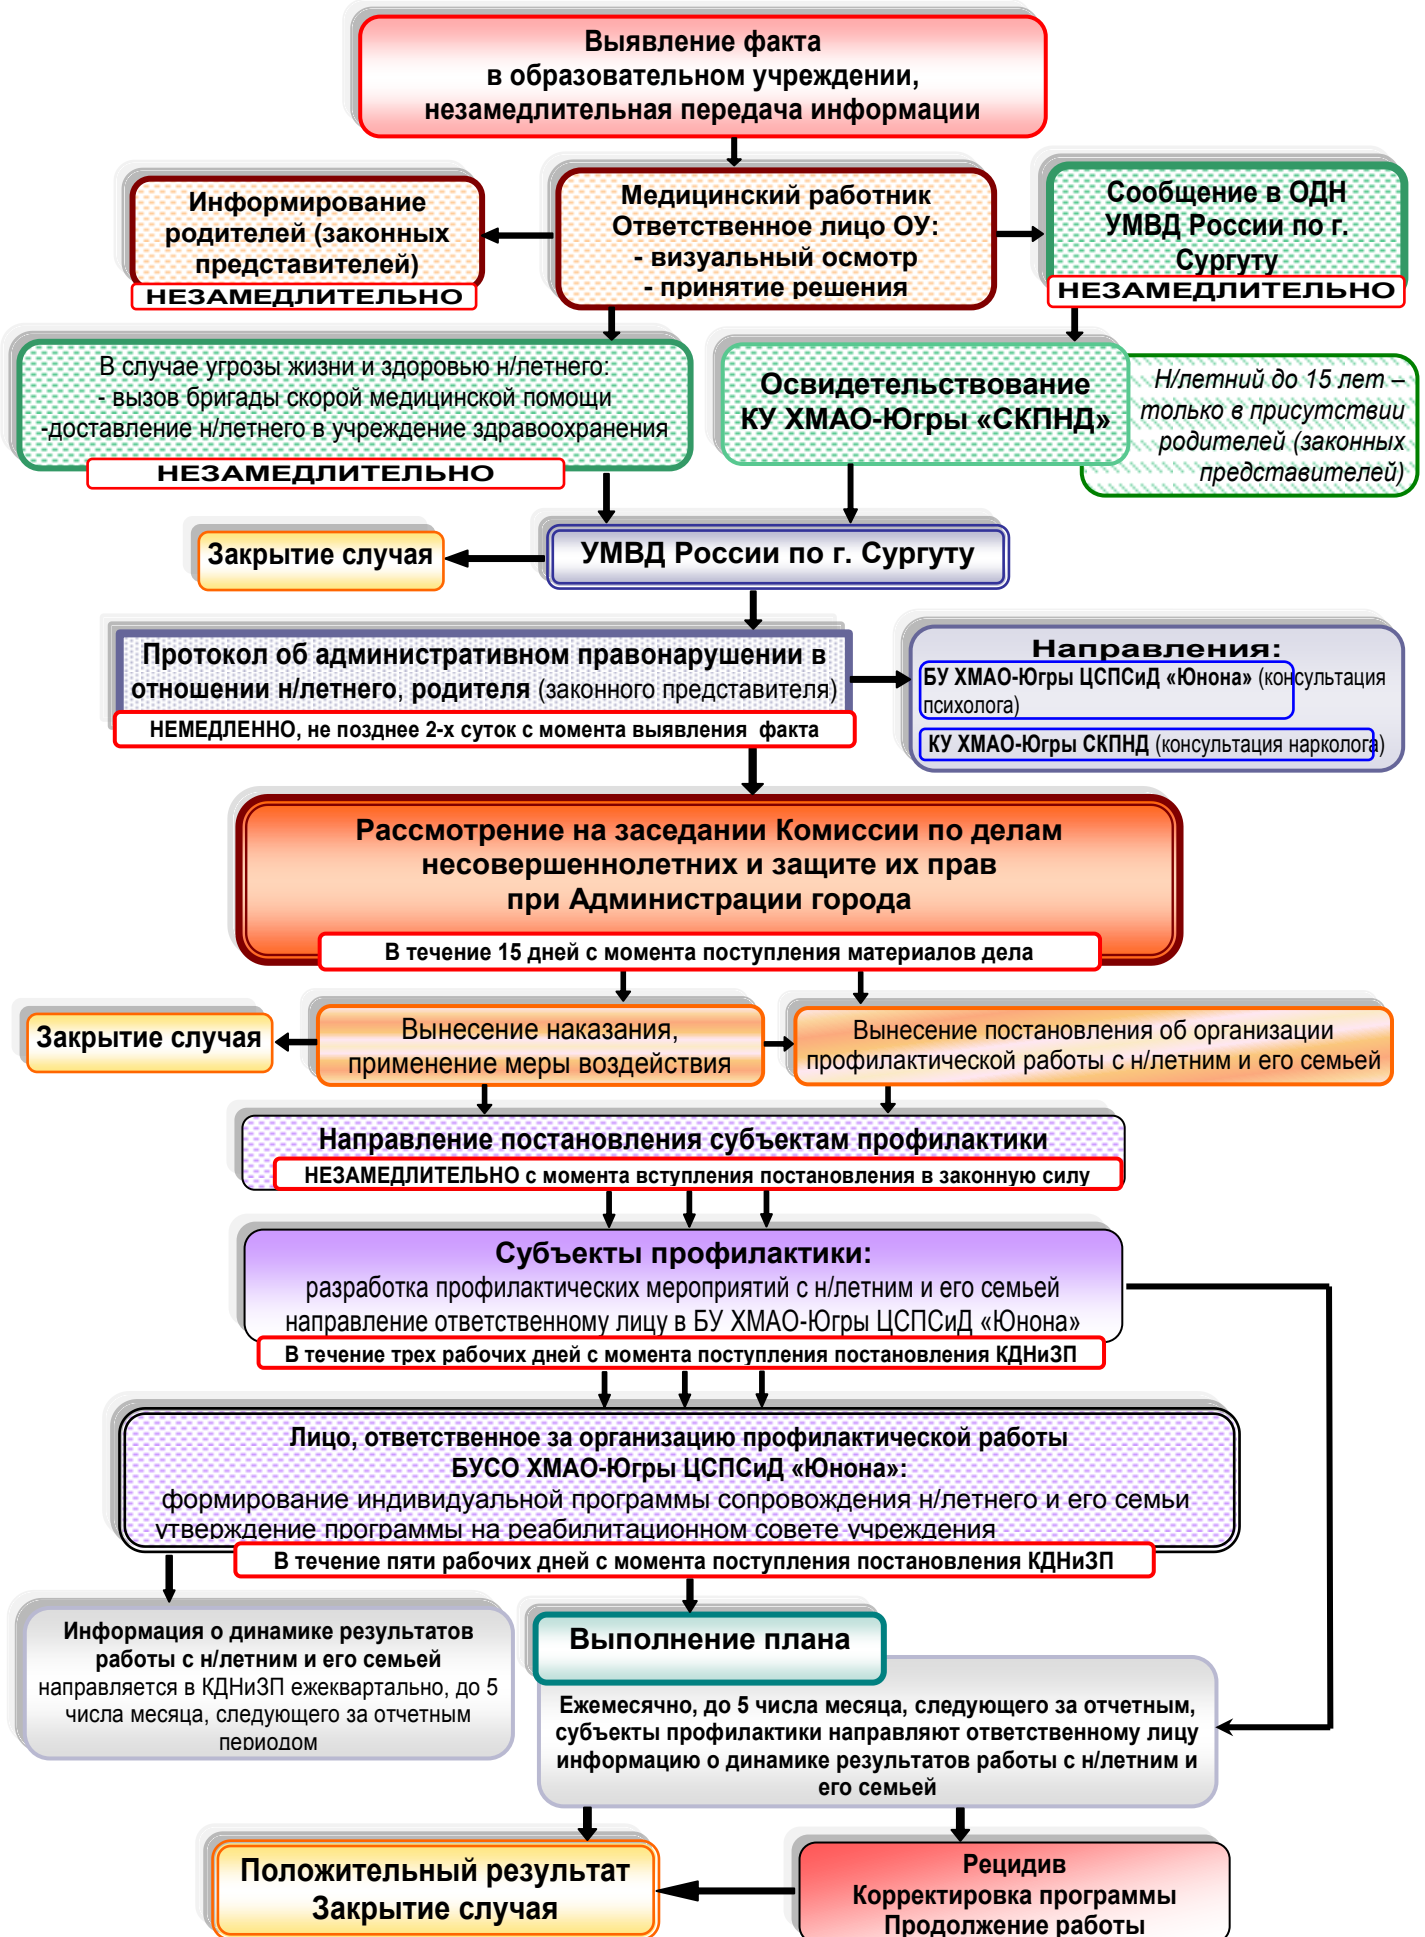 Выявление факта
в образовательном учреждении,
незамедлительная передача информации
Информирование
родителей (законных
представителей)
НЕЗАМЕДЛИТЕЛЬНО
Медицинский работник
Ответственное лицо ОУ:
- визуальный осмотр
- принятие решения
Сообщение в ОДН
УМВД России по г.
Сургуту
НЕЗАМЕДЛИТЕЛЬНО
В случае угрозы жизни и здоровью н/летнего:
- вызов бригады скорой медицинской помощи
-доставление н/летнего в учреждение здравоохранения
НЕЗАМЕДЛИТЕЛЬНО
Освидетельствование
КУ ХМАО-Югры «СКПНД»
Н/летний до 15 лет –
только в присутствии
родителей (законных
представителей)
Закрытие случая
УМВД России по г. Сургуту
Протокол об административном правонарушении в
отношении н/летнего, родителя (законного представителя)
НЕМЕДЛЕННО, не позднее 2-х суток с момента выявления факта
Направления:
БУ ХМАО-Югры ЦСПСиД «Юнона» (консультация
психолога)
КУ ХМАО-Югры СКПНД (консультация нарколога)
Рассмотрение на заседании Комиссии по делам
несовершеннолетних и защите их прав
при Администрации города
В течение 15 дней с момента поступления материалов дела
Закрытие случая
Вынесение наказания,
применение меры воздействия
Вынесение постановления об организации
профилактической работы с н/летним и его семьей
Направление постановления субъектам профилактики
НЕЗАМЕДЛИТЕЛЬНО с момента вступления постановления в законную силу
Субъекты профилактики:
разработка профилактических мероприятий с н/летним и его семьей
направление ответственному лицу в БУ ХМАО-Югры ЦСПСиД «Юнона»
В течение трех рабочих дней с момента поступления постановления КДНиЗП
Лицо, ответственное за организацию профилактической работы
БУСО ХМАО-Югры ЦСПСиД «Юнона»:
формирование индивидуальной программы сопровождения н/летнего и его семьи
утверждение программы на реабилитационном совете учреждения
В течение пяти рабочих дней с момента поступления постановления КДНиЗП
Информация о динамике результатов
работы с н/летним и его семьей
направляется в КДНиЗП ежеквартально, до 5
числа месяца, следующего за отчетным
периодом
Выполнение плана
Ежемесячно, до 5 числа месяца, следующего за отчетным,
субъекты профилактики направляют ответственному лицу
информацию о динамике результатов работы с н/летним и
его семьей
Положительный результат
Закрытие случая
Рецидив
Корректировка программы
Продолжение работы